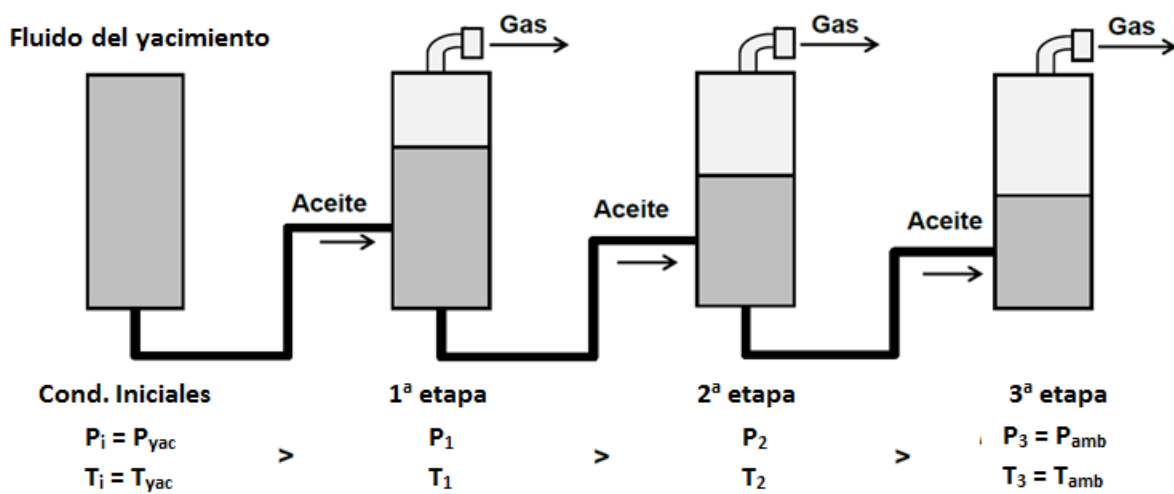 Fluido del yacimiento
Gas
Gas
Gas
Aceite
Aceite
Aceite
Cond. Iniciales
1ª etapa
2ª etapa
3ª etapa
Pi = Pyac
>
P1
>
P2
>
P3 = Pamb
Ti = Tyac
T1
T2
T3 = Tamb